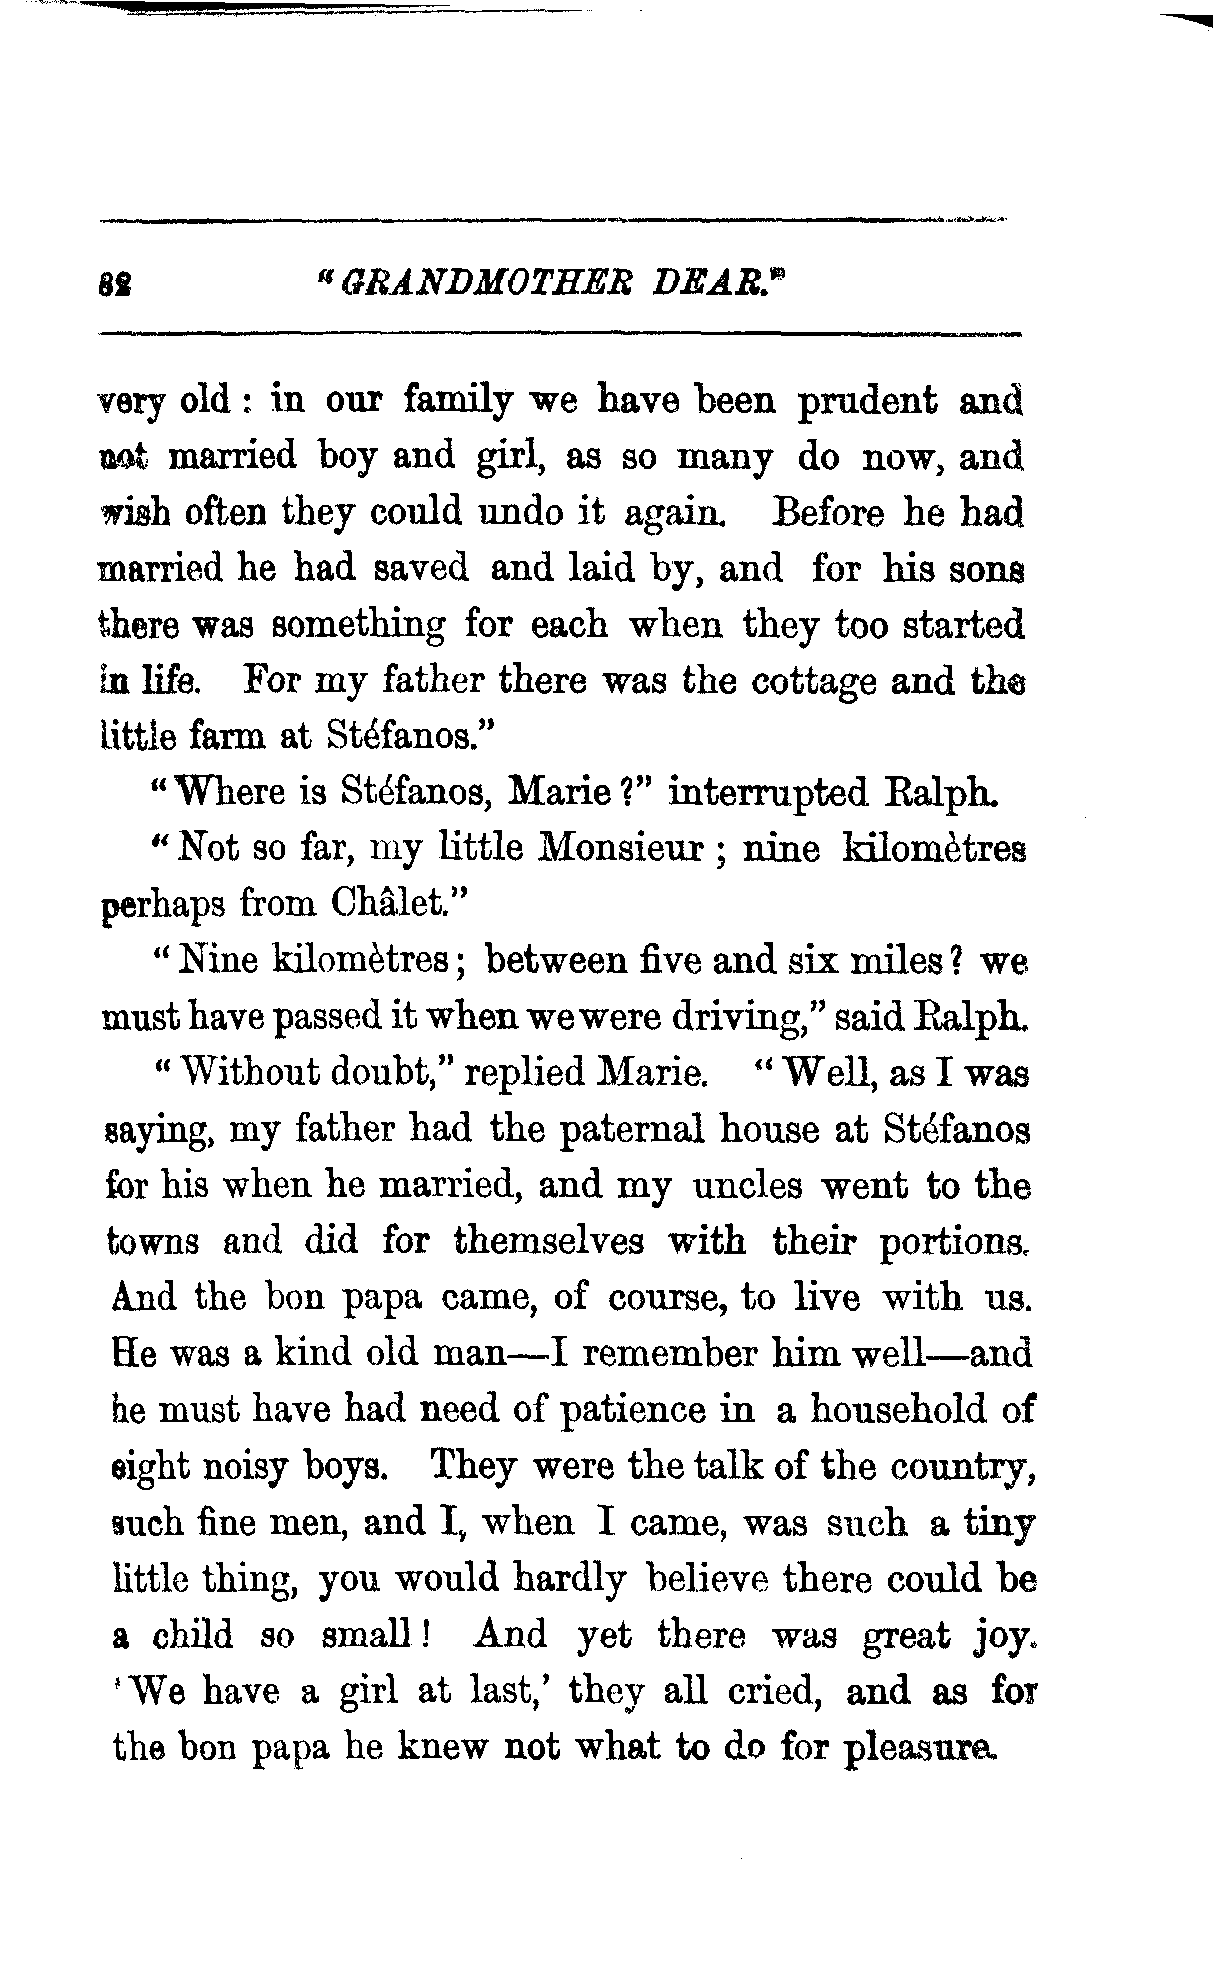 82 "GRANDMOTHER DEAR."
very old: in our family we have been prudent and
not married boy and girl, as so many do now, and
wish often they could undo it again. Before he had
married he had saved and laid by, and for his sons
there was something for each when they too started
in life. For my father there was the cottage and the
little farm at Stéfanos."
"Where is Stéfanos, Marie?" interrupted Ralph.
"Not so far, my little Monsieur; nine kilomètres
perhaps from Châlet."
"Nine kilomètres; between five and six miles? we
must have passed it when we were driving," said Ralph.
"Without doubt," replied Marie. "Well, as I was
saying, my father had the paternal house at Stéfanos
for his when he married, and my uncles went to the
towns and did for themselves with their portions.
And the bon papa came, of course, to live with us.
He was a kind old man—I remember him well—and
he must have had need of patience in a household of
eight noisy boys. They were the talk of the country,
such fine men, and I, when I came, was such a tiny
little thing, you would hardly believe there could be
a child so small! And yet there was great joy.
'We have a girl at last,' they all cried, and as for
the bon papa he knew not what to do for pleasure.